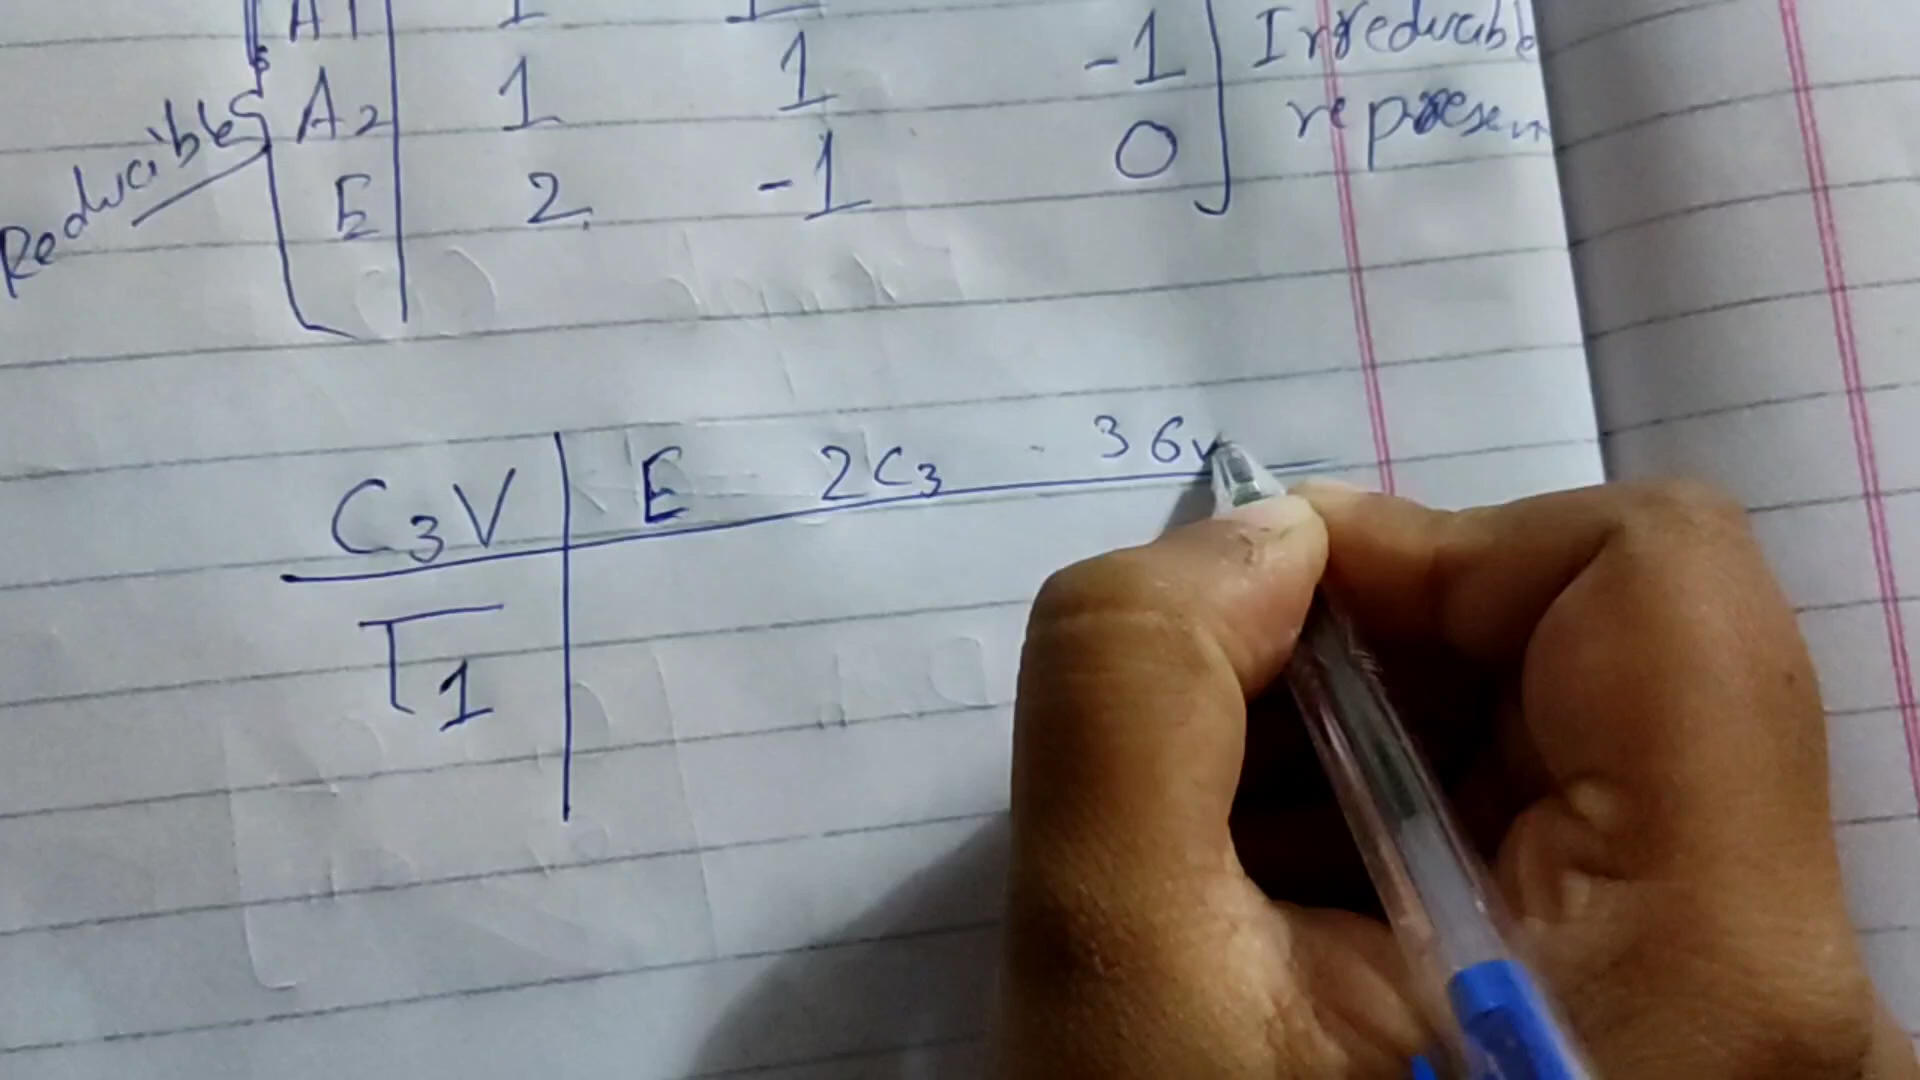 A1 1 1
A2 1 1 -1 Irreducible
Reducible E 2 -1 0 represen
C3V E 2C3 3σv
Γ1